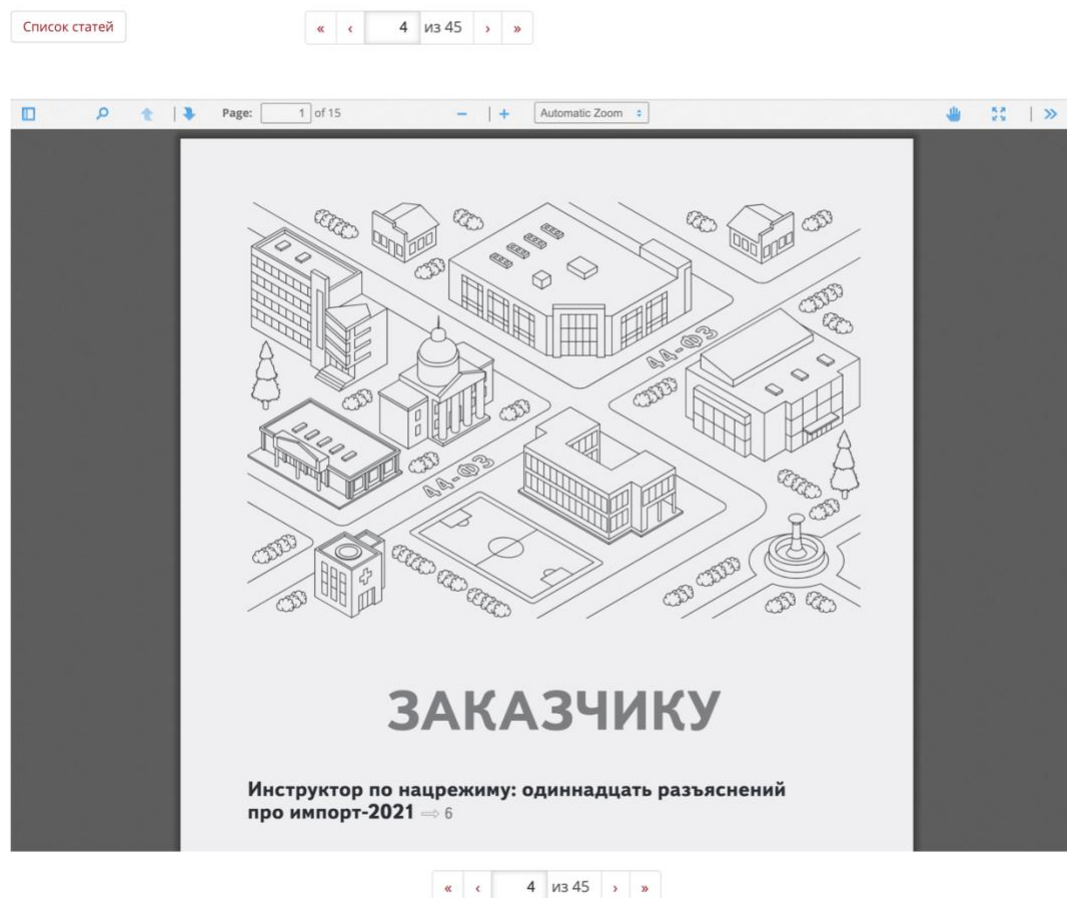 Список статей
« ‹ 4 из 45 › »
Page: 1 of 15 Automatic Zoom
44-ФЗ
44-ФЗ
ЗАКАЗЧИКУ
Инструктор по нацрежиму: одиннадцать разъяснений
про импорт-2021 ⇨ 6
« ‹ 4 из 45 › »